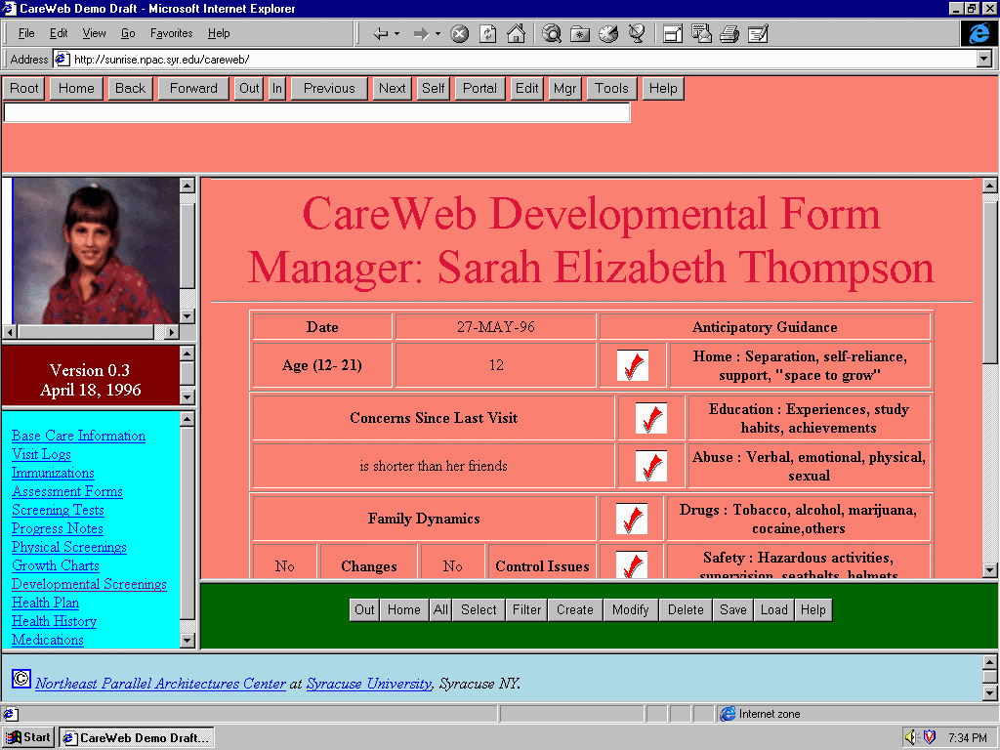 CareWeb Demo Draft - Microsoft Internet Explorer
File Edit View Go Favorites Help
Address http://sunrise.npac.syr.edu/careweb/
Root Home Back Forward Out In Previous Next Self Portal Edit Mgr Tools Help
CareWeb Developmental Form
Manager: Sarah Elizabeth Thompson
Date 27-MAY-96 Anticipatory Guidance
Age (12- 21) 12 Home : Separation, self-reliance,
support, "space to grow"
Concerns Since Last Visit Education : Experiences, study
habits, achievements
is shorter than her friends Abuse : Verbal, emotional, physical,
sexual
Family Dynamics Drugs : Tobacco, alcohol, marijuana,
cocaine,others
No Changes No Control Issues Safety : Hazardous activities,
supervision, seatbelts, helmets
Version 0.3
April 18, 1996
Base Care Information
Visit Logs
Immunizations
Assessment Forms
Screening Tests
Progress Notes
Physical Screenings
Growth Charts
Developmental Screenings
Health Plan
Health History
Medications
Out Home All Select Filter Create Modify Delete Save Load Help
© Northeast Parallel Architectures Center at Syracuse University, Syracuse NY.
Internet zone
Start CareWeb Demo Draft... 7:34 PM